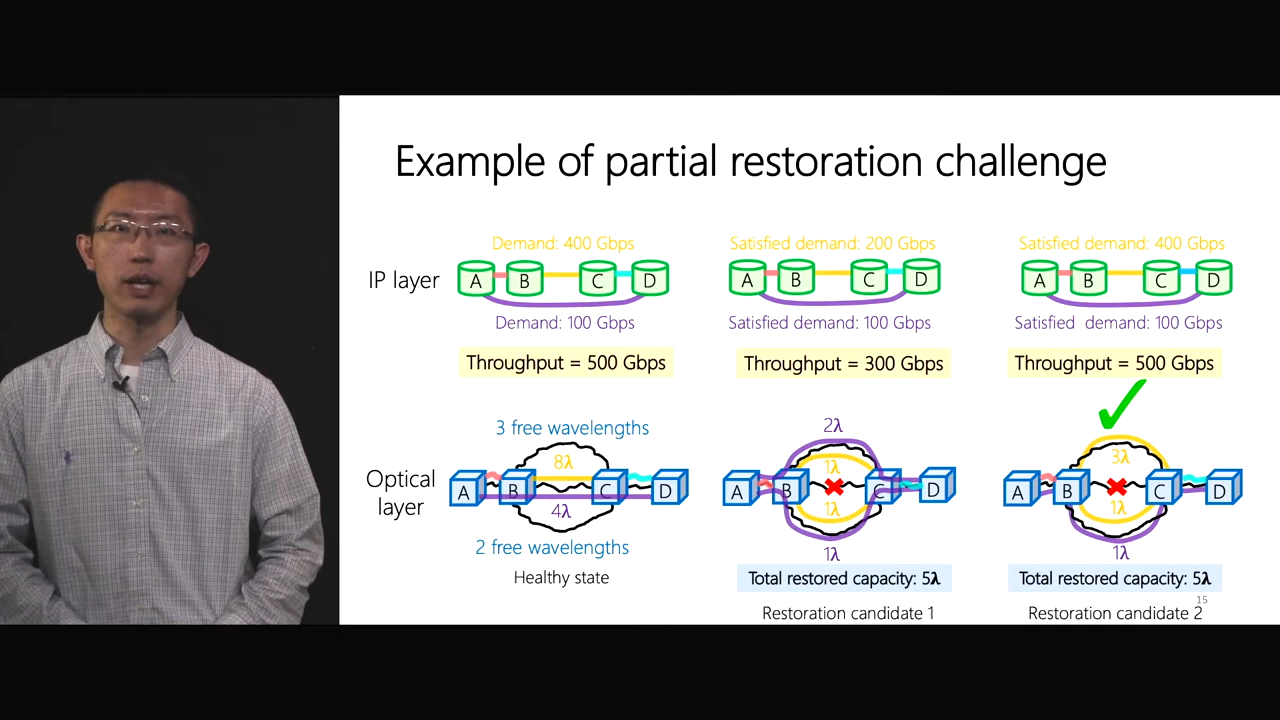 Example of partial restoration challenge
Demand: 400 Gbps
Satisfied demand: 200 Gbps
Satisfied demand: 400 Gbps
IP layer
A B C D
A B C D
A B C D
Demand: 100 Gbps
Satisfied demand: 100 Gbps
Satisfied demand: 100 Gbps
Throughput = 500 Gbps
Throughput = 300 Gbps
Throughput = 500 Gbps
3 free wavelengths
2λ
Optical
layer
8λ
A B C D
4λ
1λ
A B C D
1λ
1λ
3λ
A B C D
1λ
1λ
2 free wavelengths
Healthy state
Total restored capacity: 5λ
Total restored capacity: 5λ
15
Restoration candidate 1
Restoration candidate 2